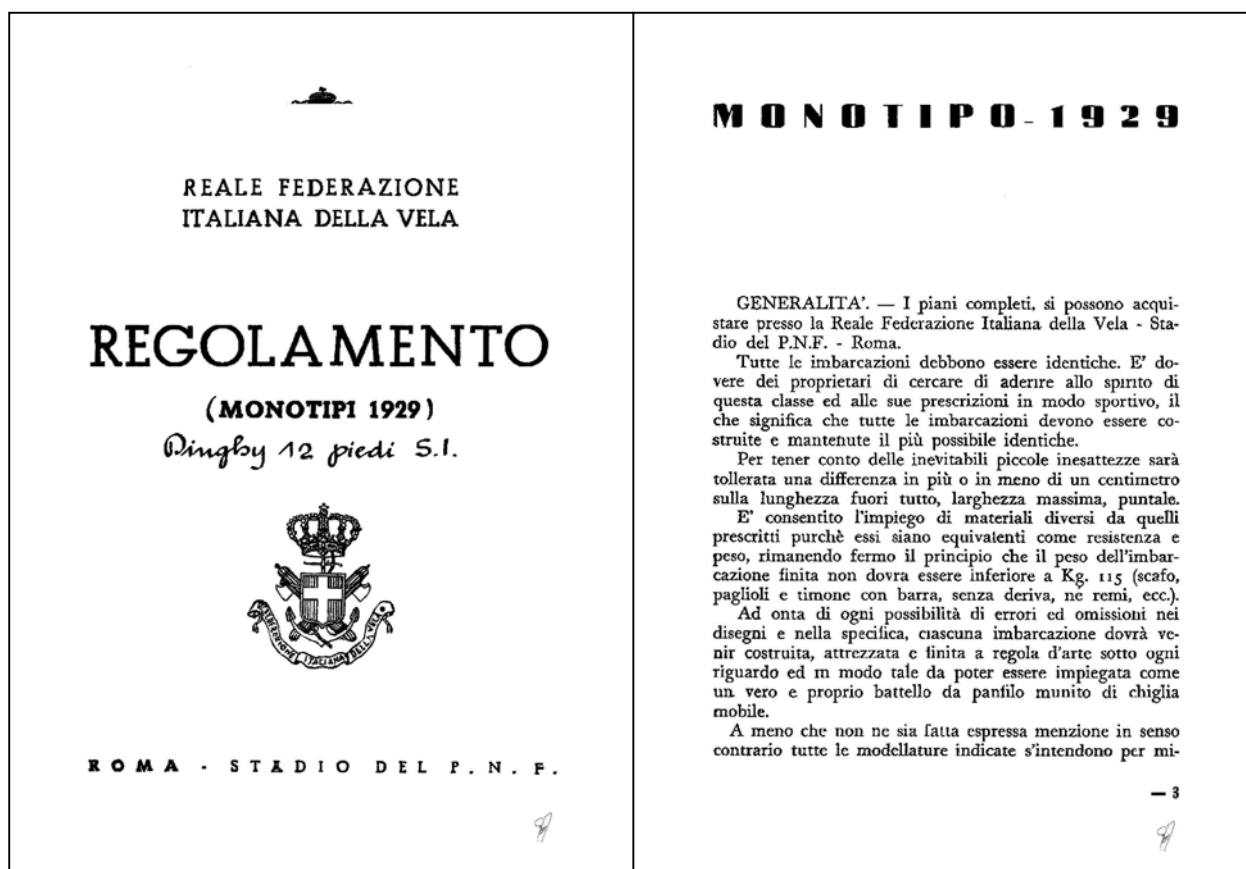 REALE FEDERAZIONE
ITALIANA DELLA VELA
REGOLAMENTO
(MONOTIPI 1929)
Dinghy 12 piedi S.I.
FEDERAZIONE ITALIANA DELLA VELA
ROMA - STADIO DEL P. N. F.
MONOTIPO - 1929
GENERALITA'. — I piani completi, si possono acqui-
stare presso la Reale Federazione Italiana della Vela - Sta-
dio del P.N.F. - Roma.
Tutte le imbarcazioni debbono essere identiche. E' do-
vere dei proprietari di cercare di aderire allo spirito di
questa classe ed alle sue prescrizioni in modo sportivo, il
che significa che tutte le imbarcazioni devono essere co-
struite e mantenute il più possibile identiche.
Per tener conto delle inevitabili piccole inesattezze sarà
tollerata una differenza in più o in meno di un centimetro
sulla lunghezza fuori tutto, larghezza massima, puntale.
E' consentito l'impiego di materiali diversi da quelli
prescritti purchè essi siano equivalenti come resistenza e
peso, rimanendo fermo il principio che il peso dell'imbar-
cazione finita non dovra essere inferiore a Kg. 115 (scafo,
paglioli e timone con barra, senza deriva, nè remi, ecc.).
Ad onta di ogni possibilità di errori ed omissioni nei
disegni e nella specifica, ciascuna imbarcazione dovrà ve-
nir costruita, attrezzata e finita a regola d'arte sotto ogni
riguardo ed in modo tale da poter essere impiegata come
un vero e proprio battello da panfilo munito di chiglia
mobile.
A meno che non ne sia fatta espressa menzione in senso
contrario tutte le modellature indicate s'intendono per mi-
— 3